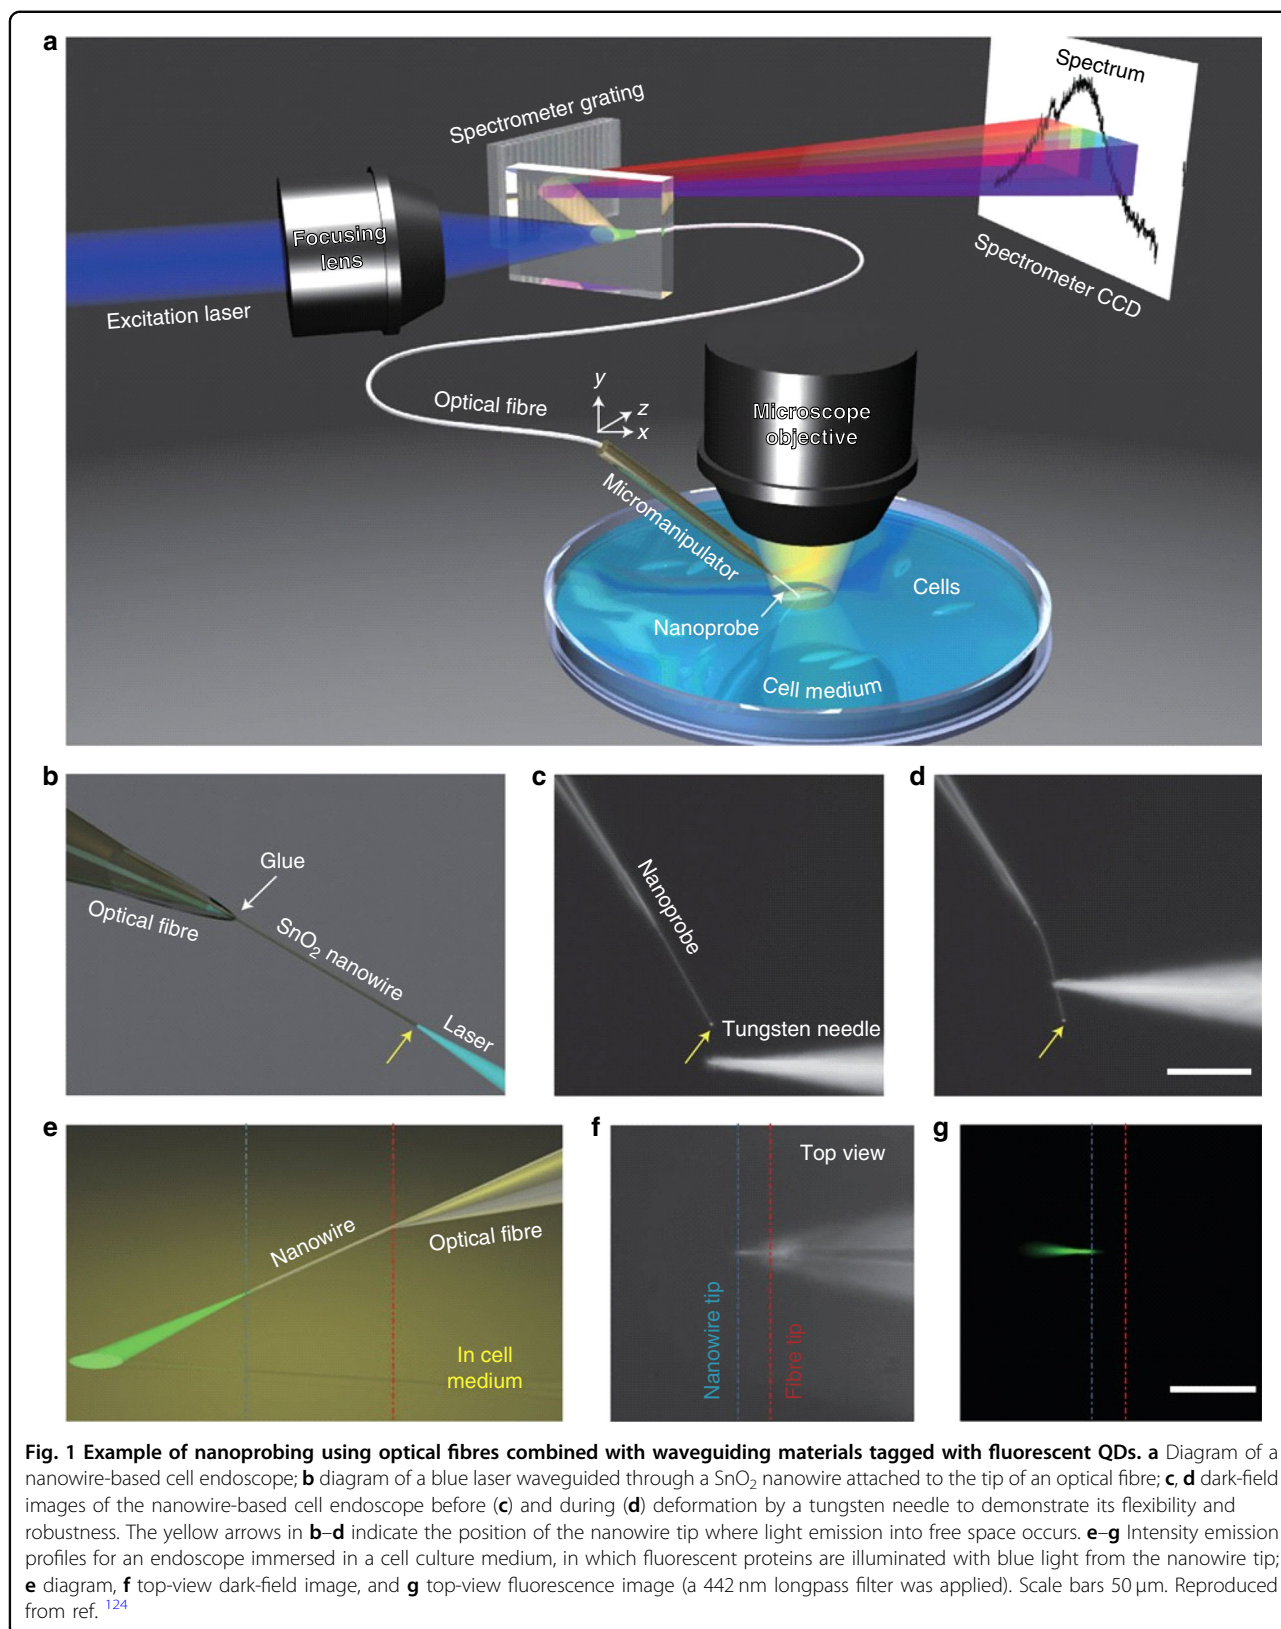 a
Spectrum
Spectrometer grating
Focusing
lens
Excitation laser
Spectrometer CCD
Optical fibre
y
z
x
Microscope
objective
Micromanipulator
Cells
Nanoprobe
Cell medium
b
Glue
Optical fibre
SnO2 nanowire
Laser
c
Nanoprobe
Tungsten needle
d
e
Nanowire
Optical fibre
In cell
medium
f
Top view
Nanowire tip
Fibre tip
g
Fig. 1 Example of nanoprobing using optical fibres combined with waveguiding materials tagged with fluorescent QDs. a Diagram of a
nanowire-based cell endoscope; b diagram of a blue laser waveguided through a SnO2 nanowire attached to the tip of an optical fibre; c, d dark-field
images of the nanowire-based cell endoscope before (c) and during (d) deformation by a tungsten needle to demonstrate its flexibility and
robustness. The yellow arrows in b–d indicate the position of the nanowire tip where light emission into free space occurs. e–g Intensity emission
profiles for an endoscope immersed in a cell culture medium, in which fluorescent proteins are illuminated with blue light from the nanowire tip;
e diagram, f top-view dark-field image, and g top-view fluorescence image (a 442 nm longpass filter was applied). Scale bars 50 μm. Reproduced
from ref. 124